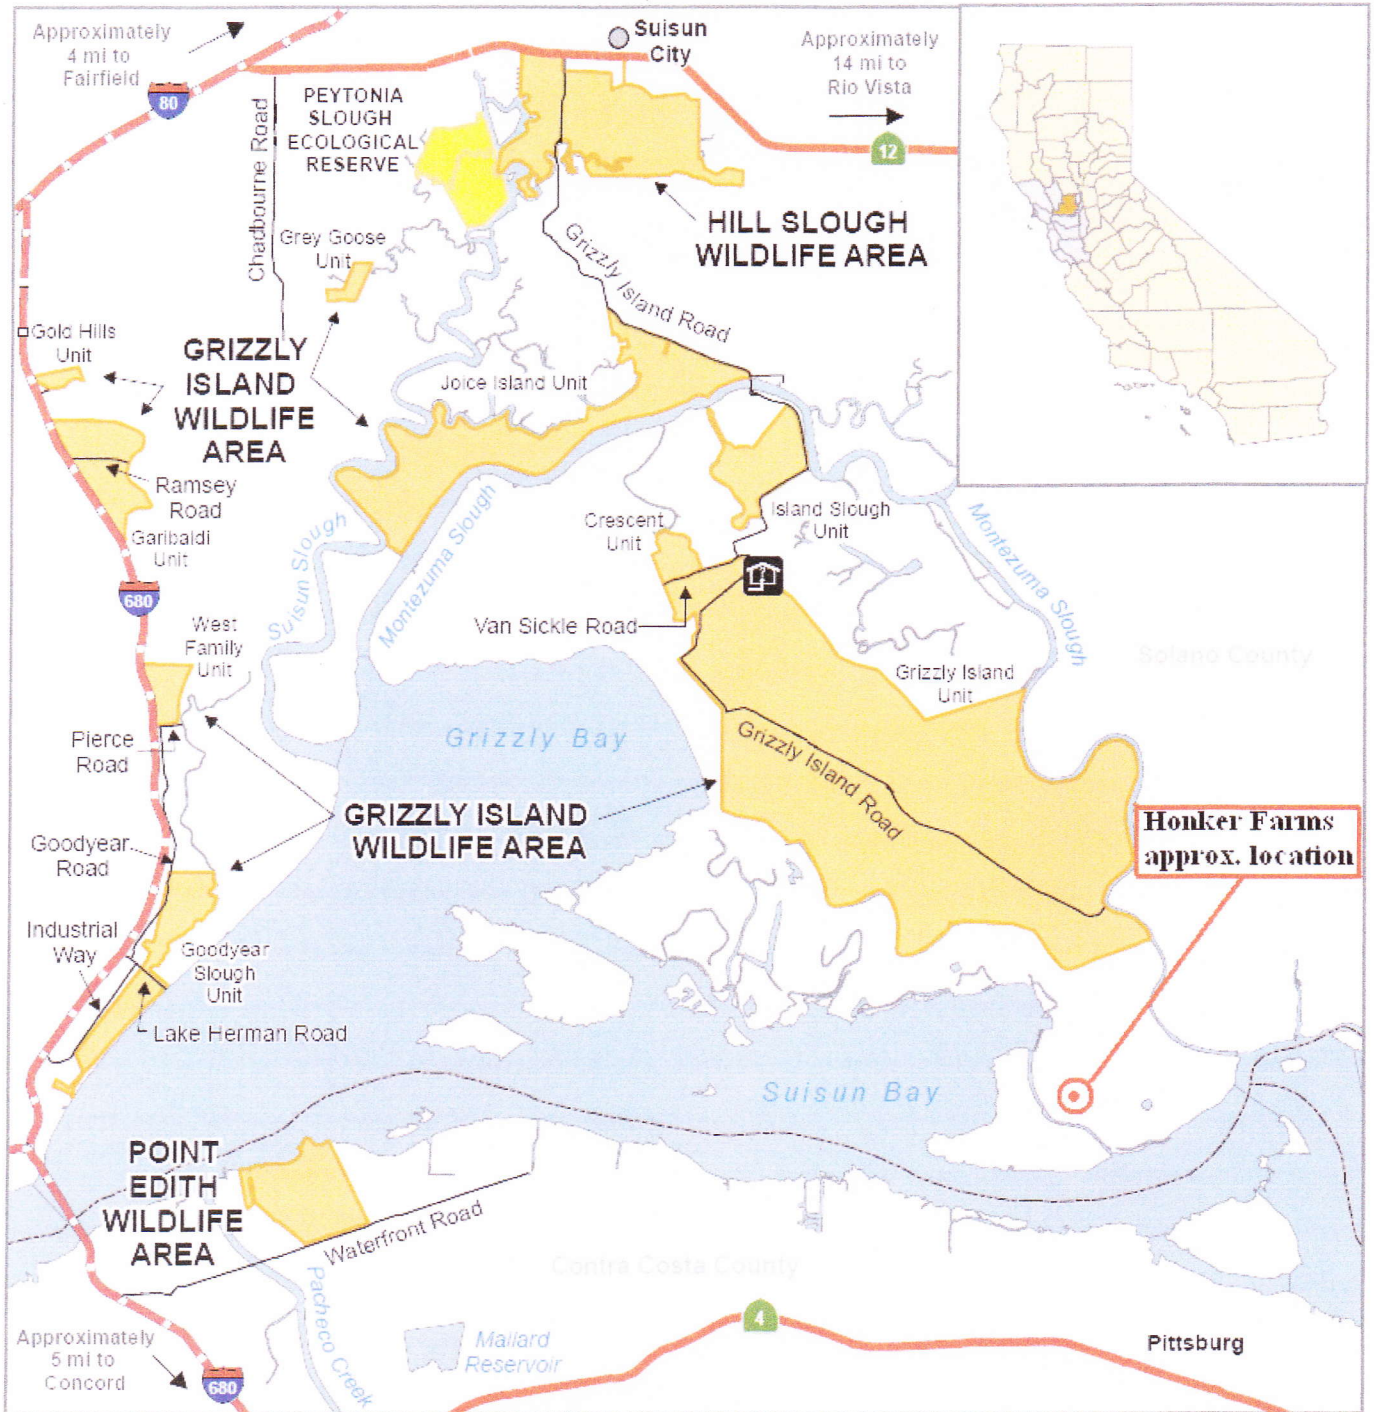 Approximately
4 mi to
Fairfield
80
Suisun
City
Approximately
14 mi to
Rio Vista
12
Chadbourne Road
PEYTONIA
SLOUGH
ECOLOGICAL
RESERVE
HILL SLOUGH
WILDLIFE AREA
Grey Goose
Unit
Grizzly Island Road
Gold Hills
Unit
GRIZZLY
ISLAND
WILDLIFE
AREA
Joice Island Unit
Ramsey
Road
Garibaldi
Unit
680
Suisun Slough
Montezuma Slough
Crescent
Unit
Island Slough
Unit
Montezuma Slough
Van Sickle Road
West
Family
Unit
Solano County
Grizzly Island
Unit
Pierce
Road
Grizzly Bay
Grizzly Island Road
GRIZZLY ISLAND
WILDLIFE AREA
Honker Farms
approx. location
Goodyear
Road
Industrial
Way
Goodyear
Slough
Unit
Lake Herman Road
Suisun Bay
POINT
EDITH
WILDLIFE
AREA
Waterfront Road
Contra Costa County
Pacheco Creek
Approximately
5 mi to
Concord
680
Mallard
Reservoir
4
Pittsburg